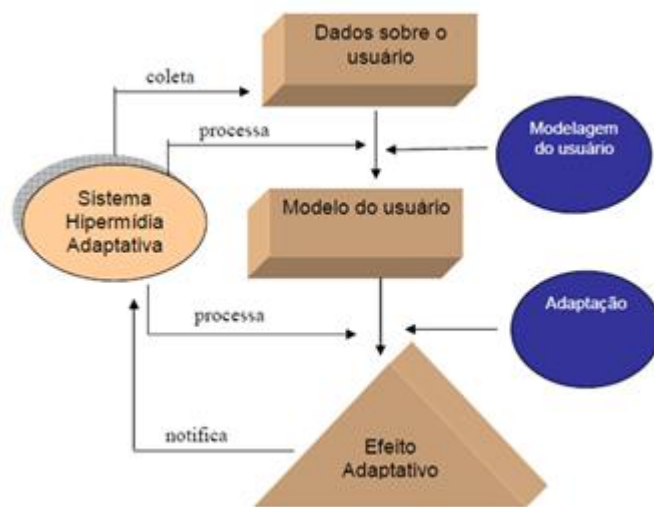 Dados sobre o
usuário
coleta
processa
Modelagem
do usuário
Sistema
Hipermídia
Adaptativa
Modelo do usuário
Adaptação
processa
notifica
Efeito
Adaptativo